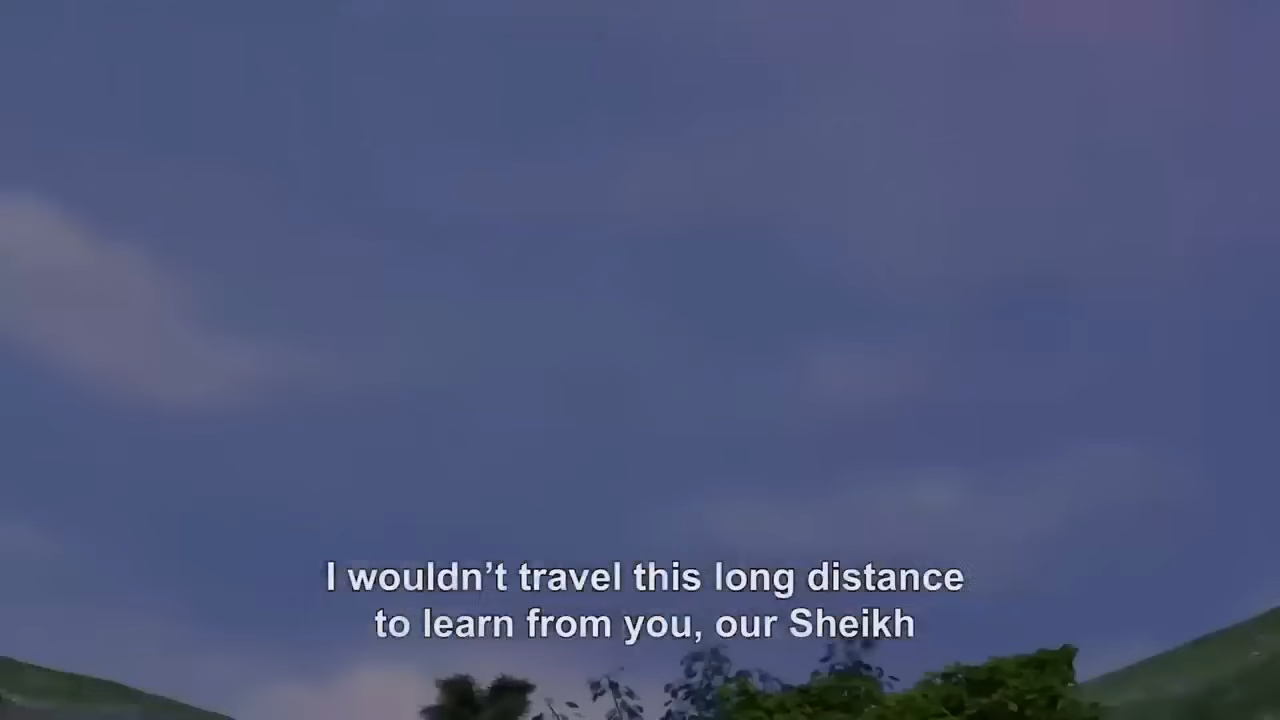 I wouldn’t travel this long distance
to learn from you, our Sheikh